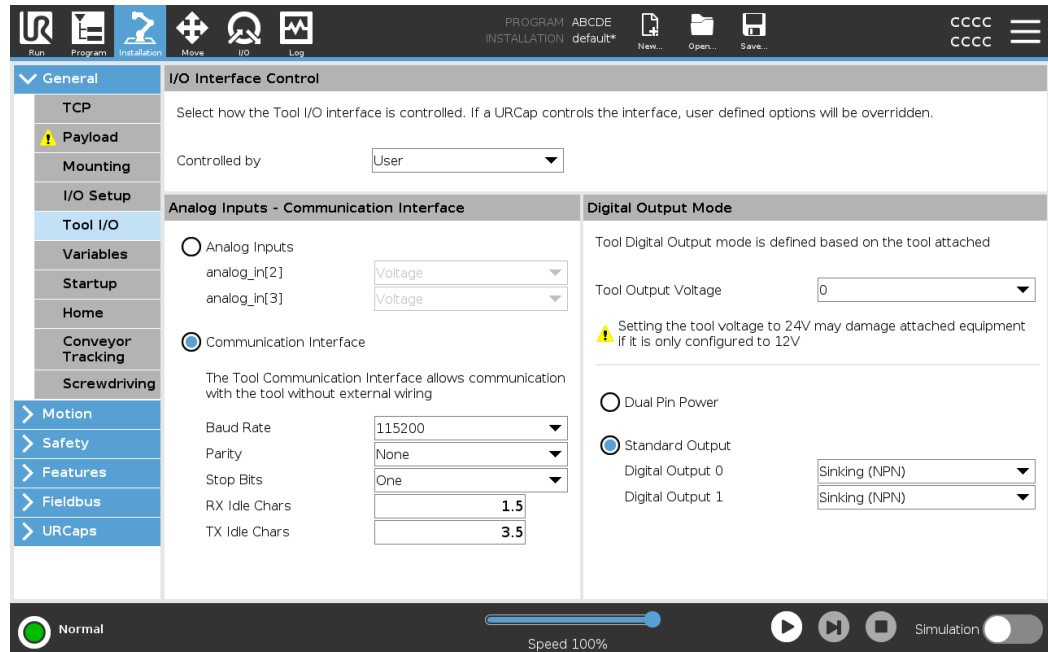 Run
Program
Installation
Move
I/O
Log
PROGRAM ABCDE
INSTALLATION default*
New...
Open...
Save...
CCCC
CCCC
General
TCP
Payload
Mounting
I/O Setup
Tool I/O
Variables
Startup
Home
Conveyor
Tracking
Screwdriving
Motion
Safety
Features
Fieldbus
URCaps
I/O Interface Control
Select how the Tool I/O interface is controlled. If a URCap controls the interface, user defined options will be overridden.
Controlled by User
Analog Inputs - Communication Interface
Analog Inputs
analog_in[2] Voltage
analog_in[3] Voltage
Communication Interface
The Tool Communication Interface allows communication
with the tool without external wiring
Baud Rate 115200
Parity None
Stop Bits One
RX Idle Chars 1.5
TX Idle Chars 3.5
Digital Output Mode
Tool Digital Output mode is defined based on the tool attached
Tool Output Voltage 0
Setting the tool voltage to 24V may damage attached equipment
if it is only configured to 12V
Dual Pin Power
Standard Output
Digital Output 0 Sinking (NPN)
Digital Output 1 Sinking (NPN)
Normal
Speed 100%
Simulation